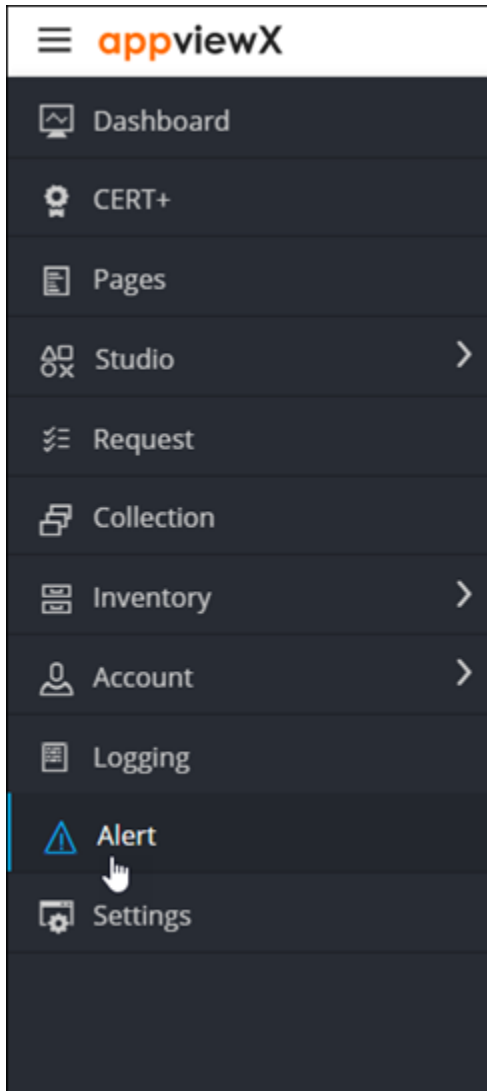 appviewX
Dashboard
CERT+
Pages
Studio
Request
Collection
Inventory
Account
Logging
Alert
Settings